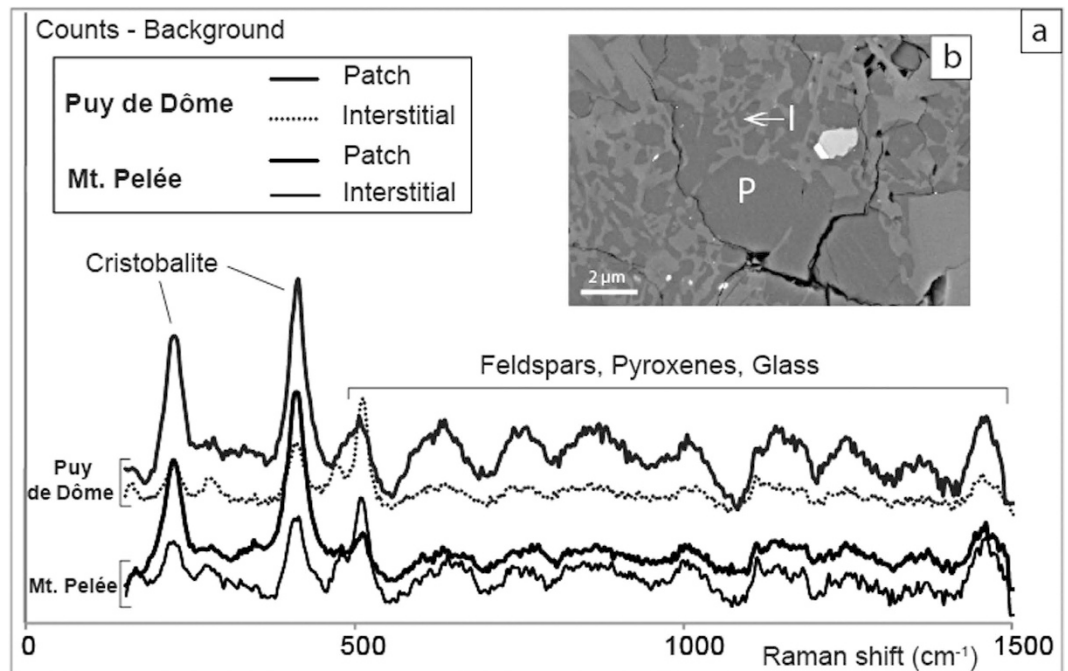 Counts - Background
a
Puy de Dôme
Patch
Interstitial
Mt. Pelée
Patch
Interstitial
b
I
P
2 µm
Cristobalite
Feldspars, Pyroxenes, Glass
Puy
de Dôme
Mt. Pelée
0
500
1000
1500
Raman shift (cm⁻¹)